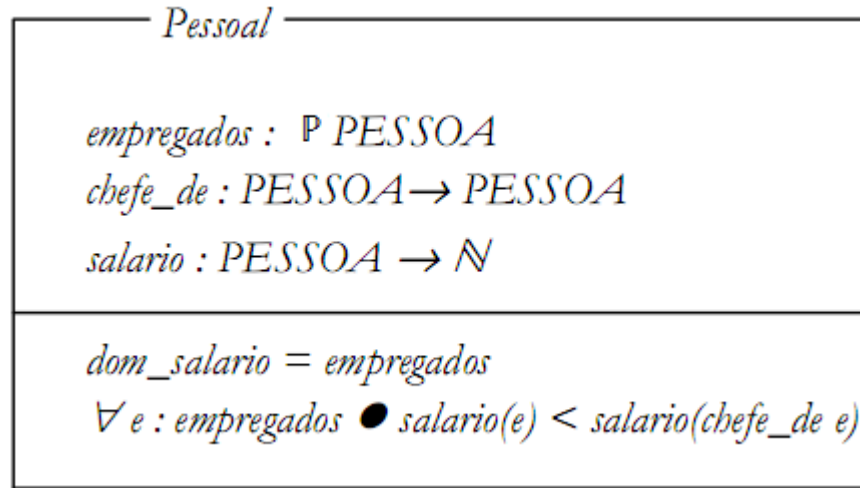 Pessoal
empregados : ℙ PESSOA
chefe_de : PESSOA→ PESSOA
salario : PESSOA → ℕ
dom_salario = empregados
∀ e : empregados ● salario(e) < salario(chefe_de e)